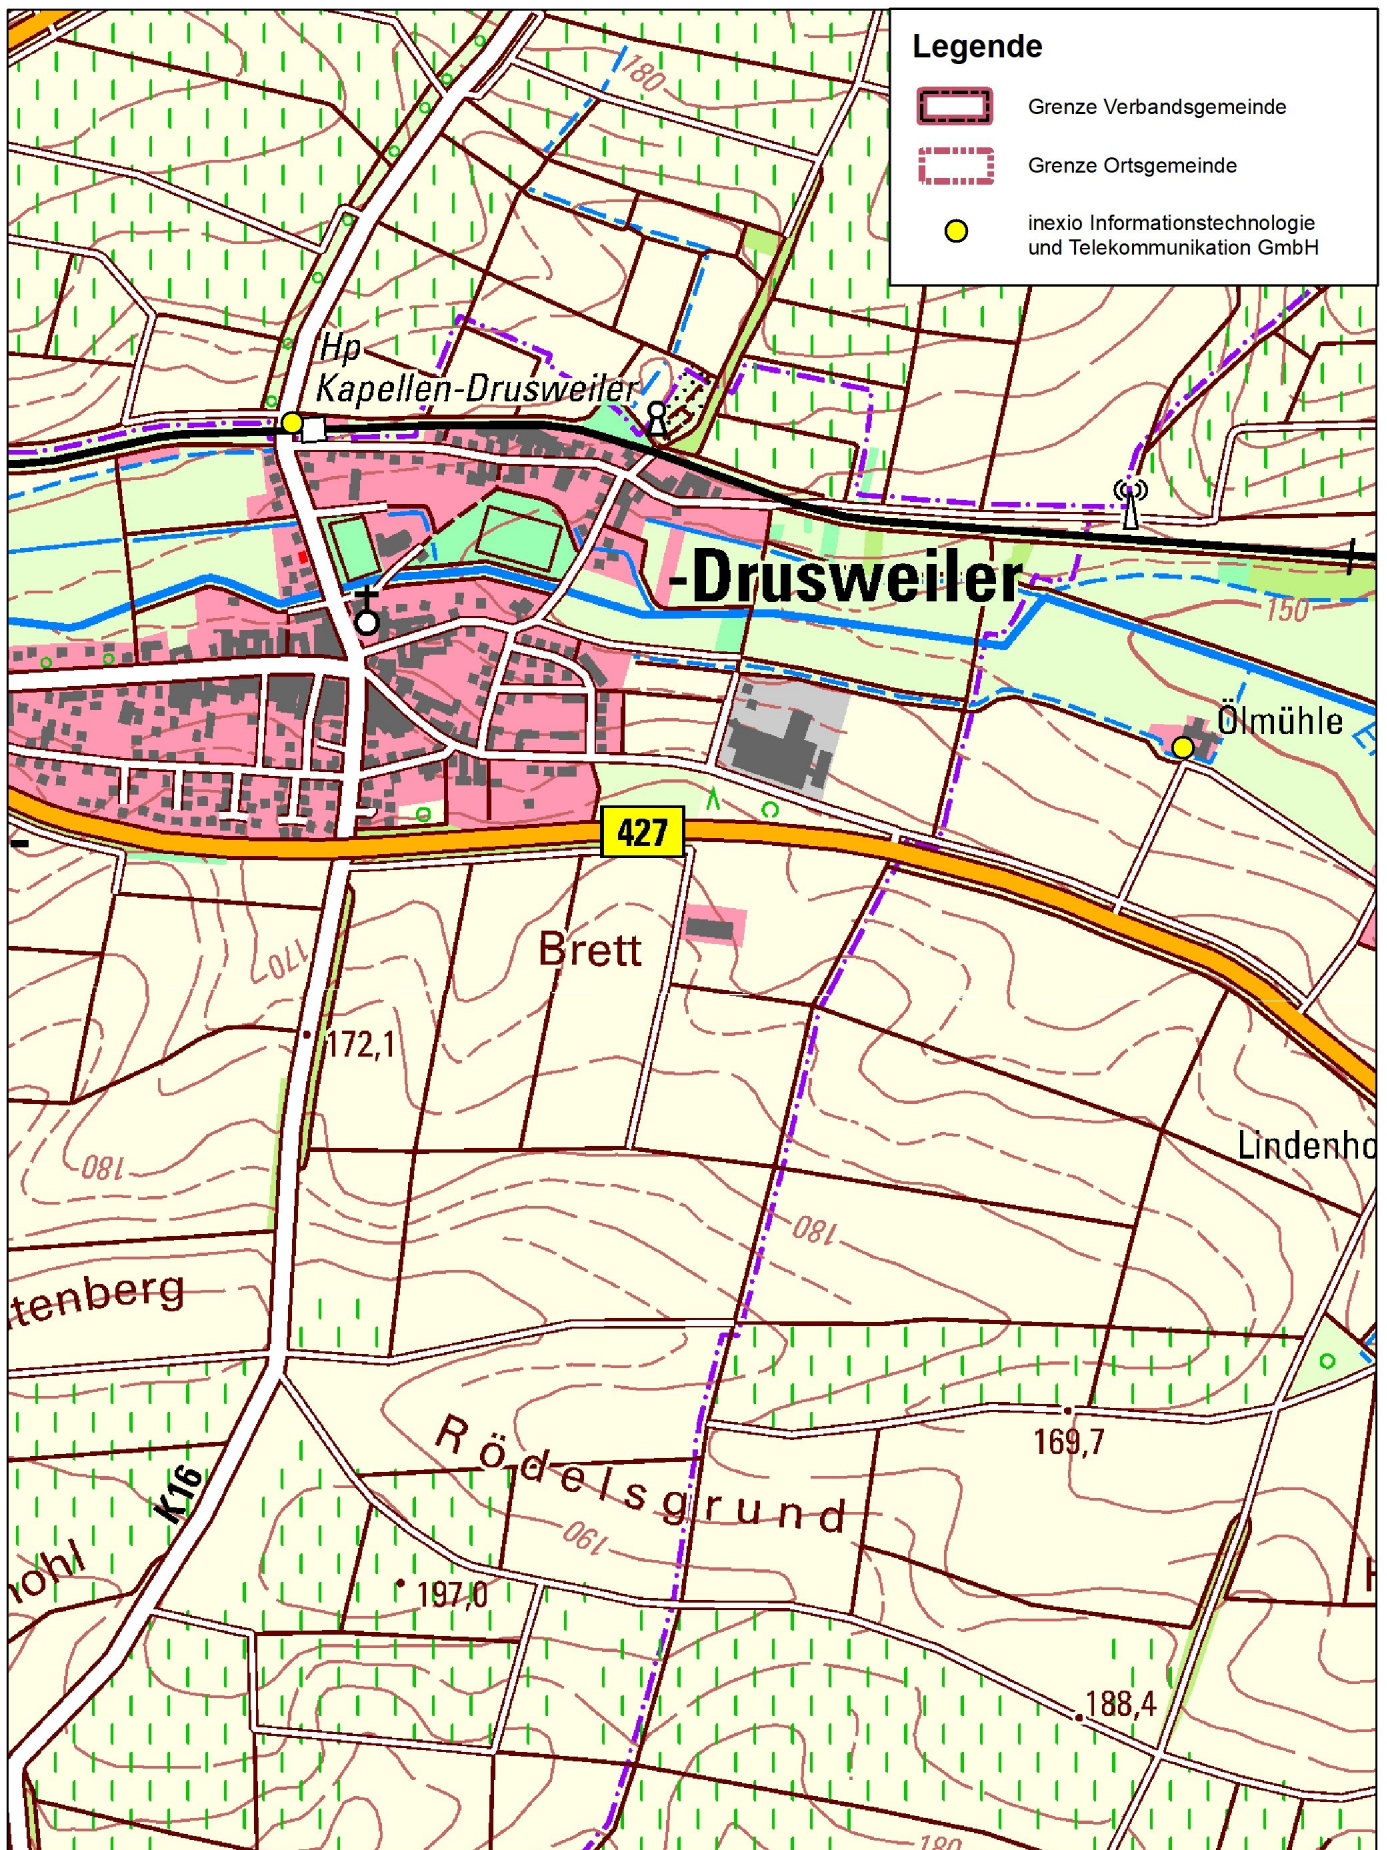 Legende
Grenze Verbandsgemeinde
Grenze Ortsgemeinde
inexio Informationstechnologie
und Telekommunikation GmbH
180
Hp
Kapellen-Drusweiler
-Drusweiler
150
Ölmühle
427
-
Brett
170
172,1
Lindenho
180
180
tenberg
169,7
Rödelsgrund
K16
190
197,0
188,4
180